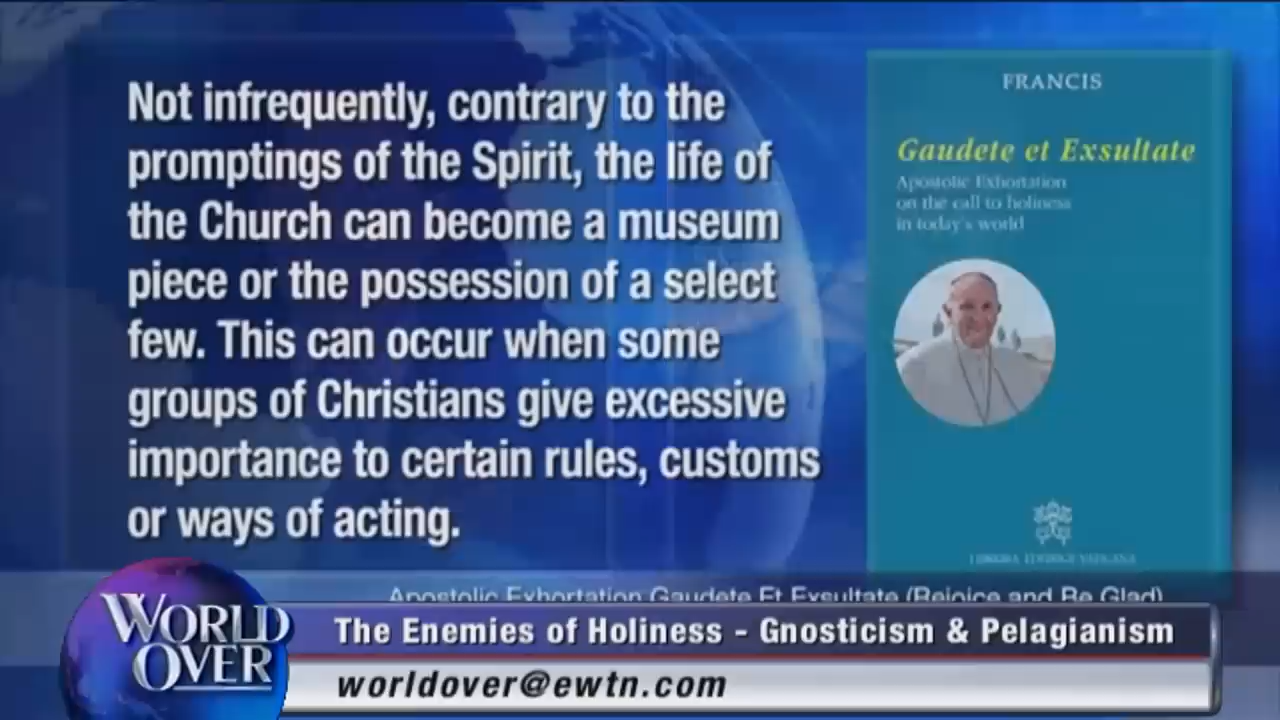 Not infrequently, contrary to the
promptings of the Spirit, the life of
the Church can become a museum
piece or the possession of a select
few. This can occur when some
groups of Christians give excessive
importance to certain rules, customs
or ways of acting.
FRANCIS
Gaudete et Exsultate
Apostolic Exhortation
on the call to holiness
in today's world
LIBRERIA EDITRICE VATICANA
Apostolic Exhortation Gaudete Et Exsultate (Rejoice and Be Glad)
WORLD
OVER
The Enemies of Holiness - Gnosticism & Pelagianism
worldover@ewtn.com